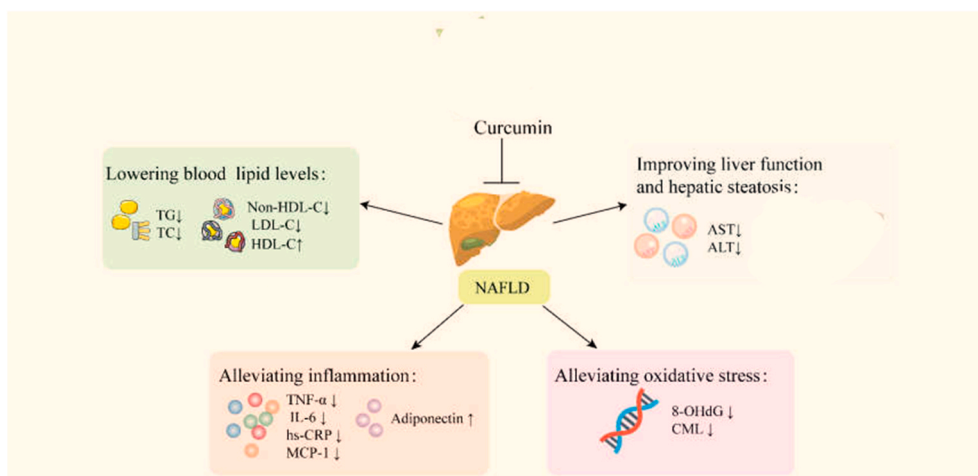 Curcumin
Lowering blood lipid levels:
TG↓
TC↓
Non-HDL-C↓
LDL-C↓
HDL-C↑
Improving liver function
and hepatic steatosis:
AST↓
ALT↓
NAFLD
Alleviating inflammation:
TNF-α↓
IL-6↓
hs-CRP↓
MCP-1↓
Adiponectin↑
Alleviating oxidative stress:
8-OHdG↓
CML↓